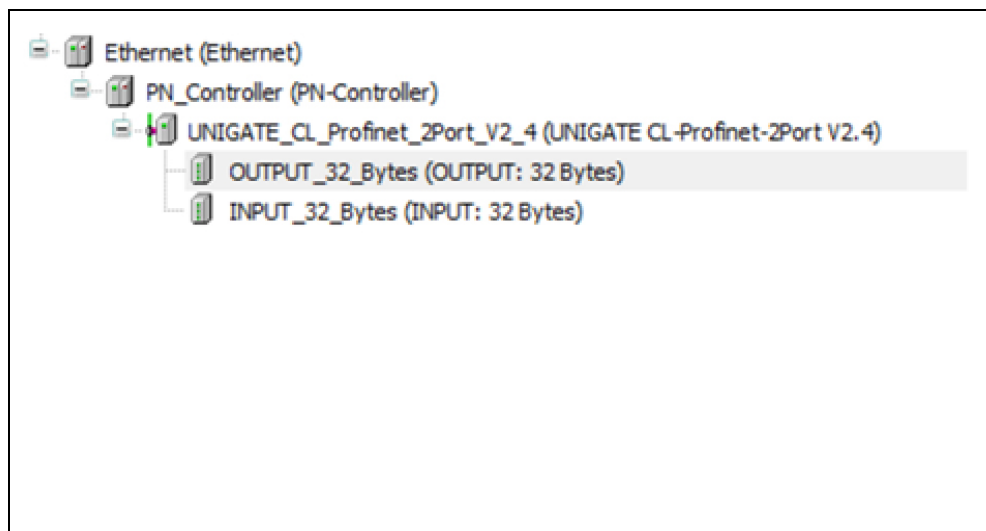 Ethernet (Ethernet)
PN_Controller (PN-Controller)
UNIGATE_CL_Profinet_2Port_V2_4 (UNIGATE CL-Profinet-2Port V2.4)
OUTPUT_32_Bytes (OUTPUT: 32 Bytes)
INPUT_32_Bytes (INPUT: 32 Bytes)